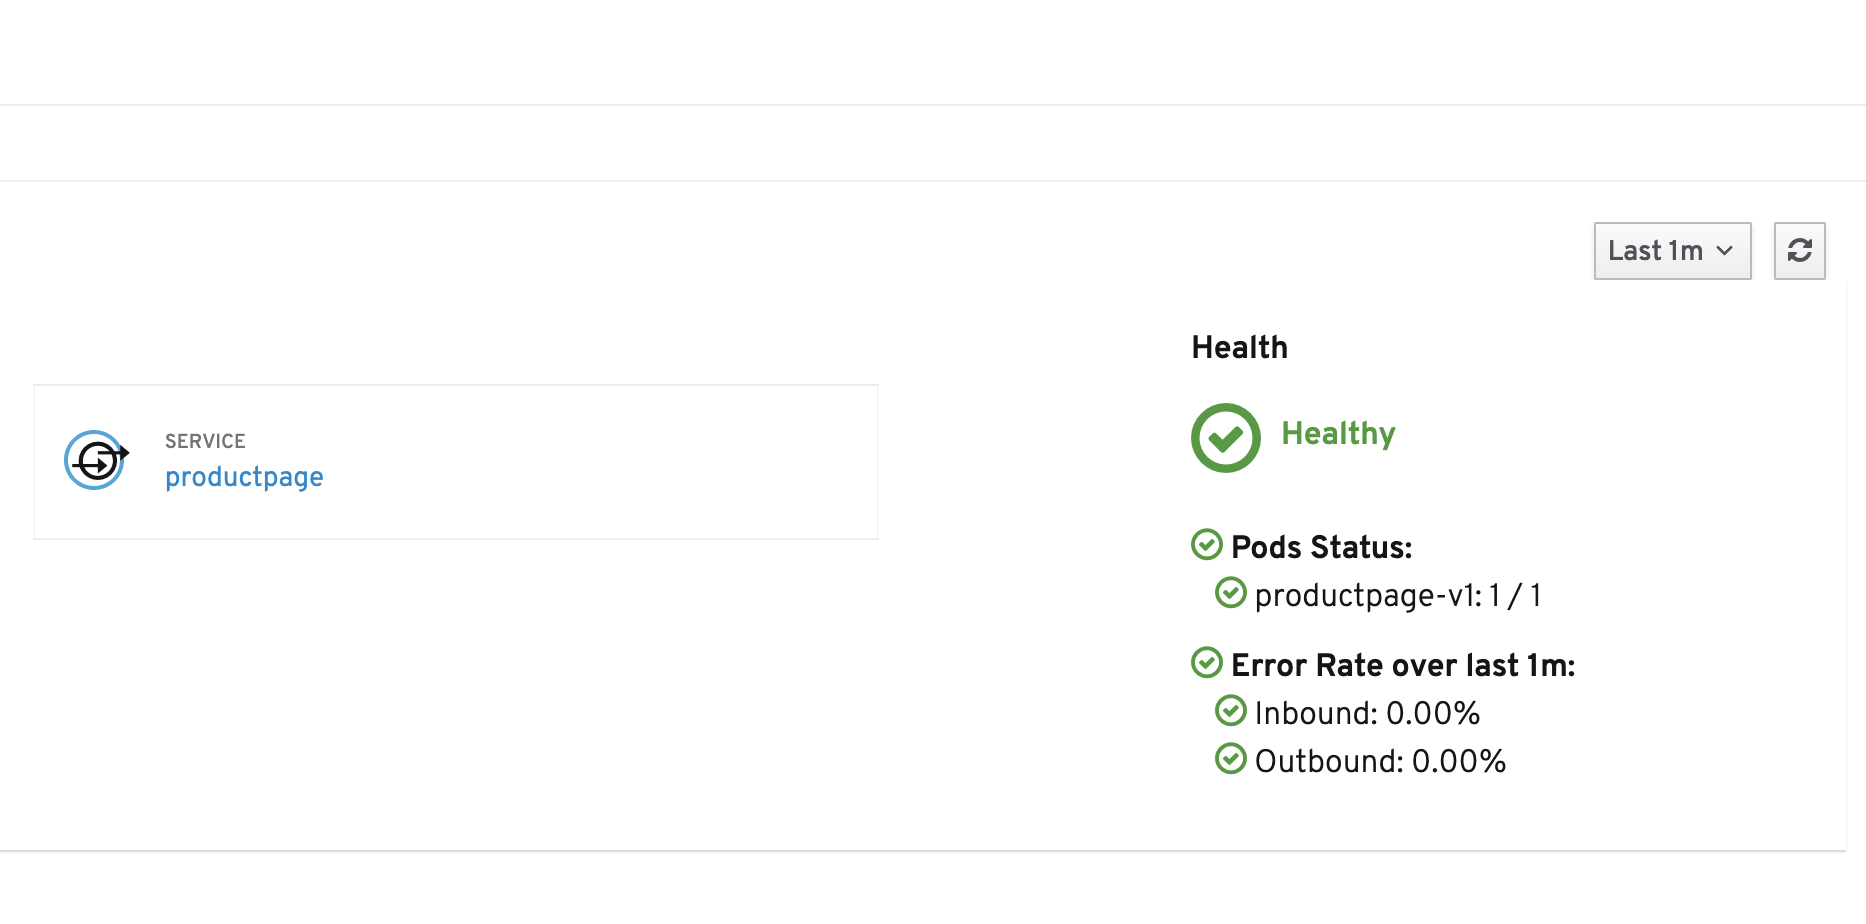 Last 1m
Health
SERVICE
productpage
Healthy
Pods Status:
productpage-v1: 1 / 1
Error Rate over last 1m:
Inbound: 0.00%
Outbound: 0.00%